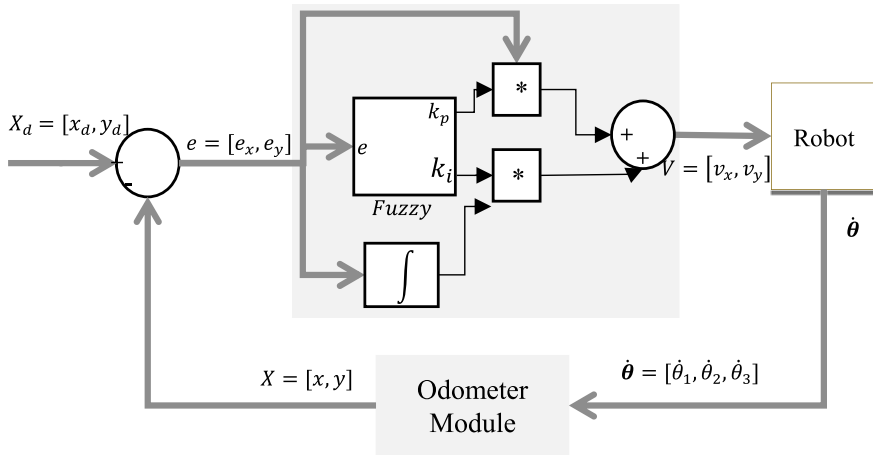 X_d = [x_d, y_d]
+
-
e = [e_x, e_y]
e
k_p
k_i
Fuzzy
∫
*
*
+
+
V = [v_x, v_y]
Robot
θ̇
θ̇ = [θ̇_1, θ̇_2, θ̇_3]
Odometer
Module
X = [x, y]